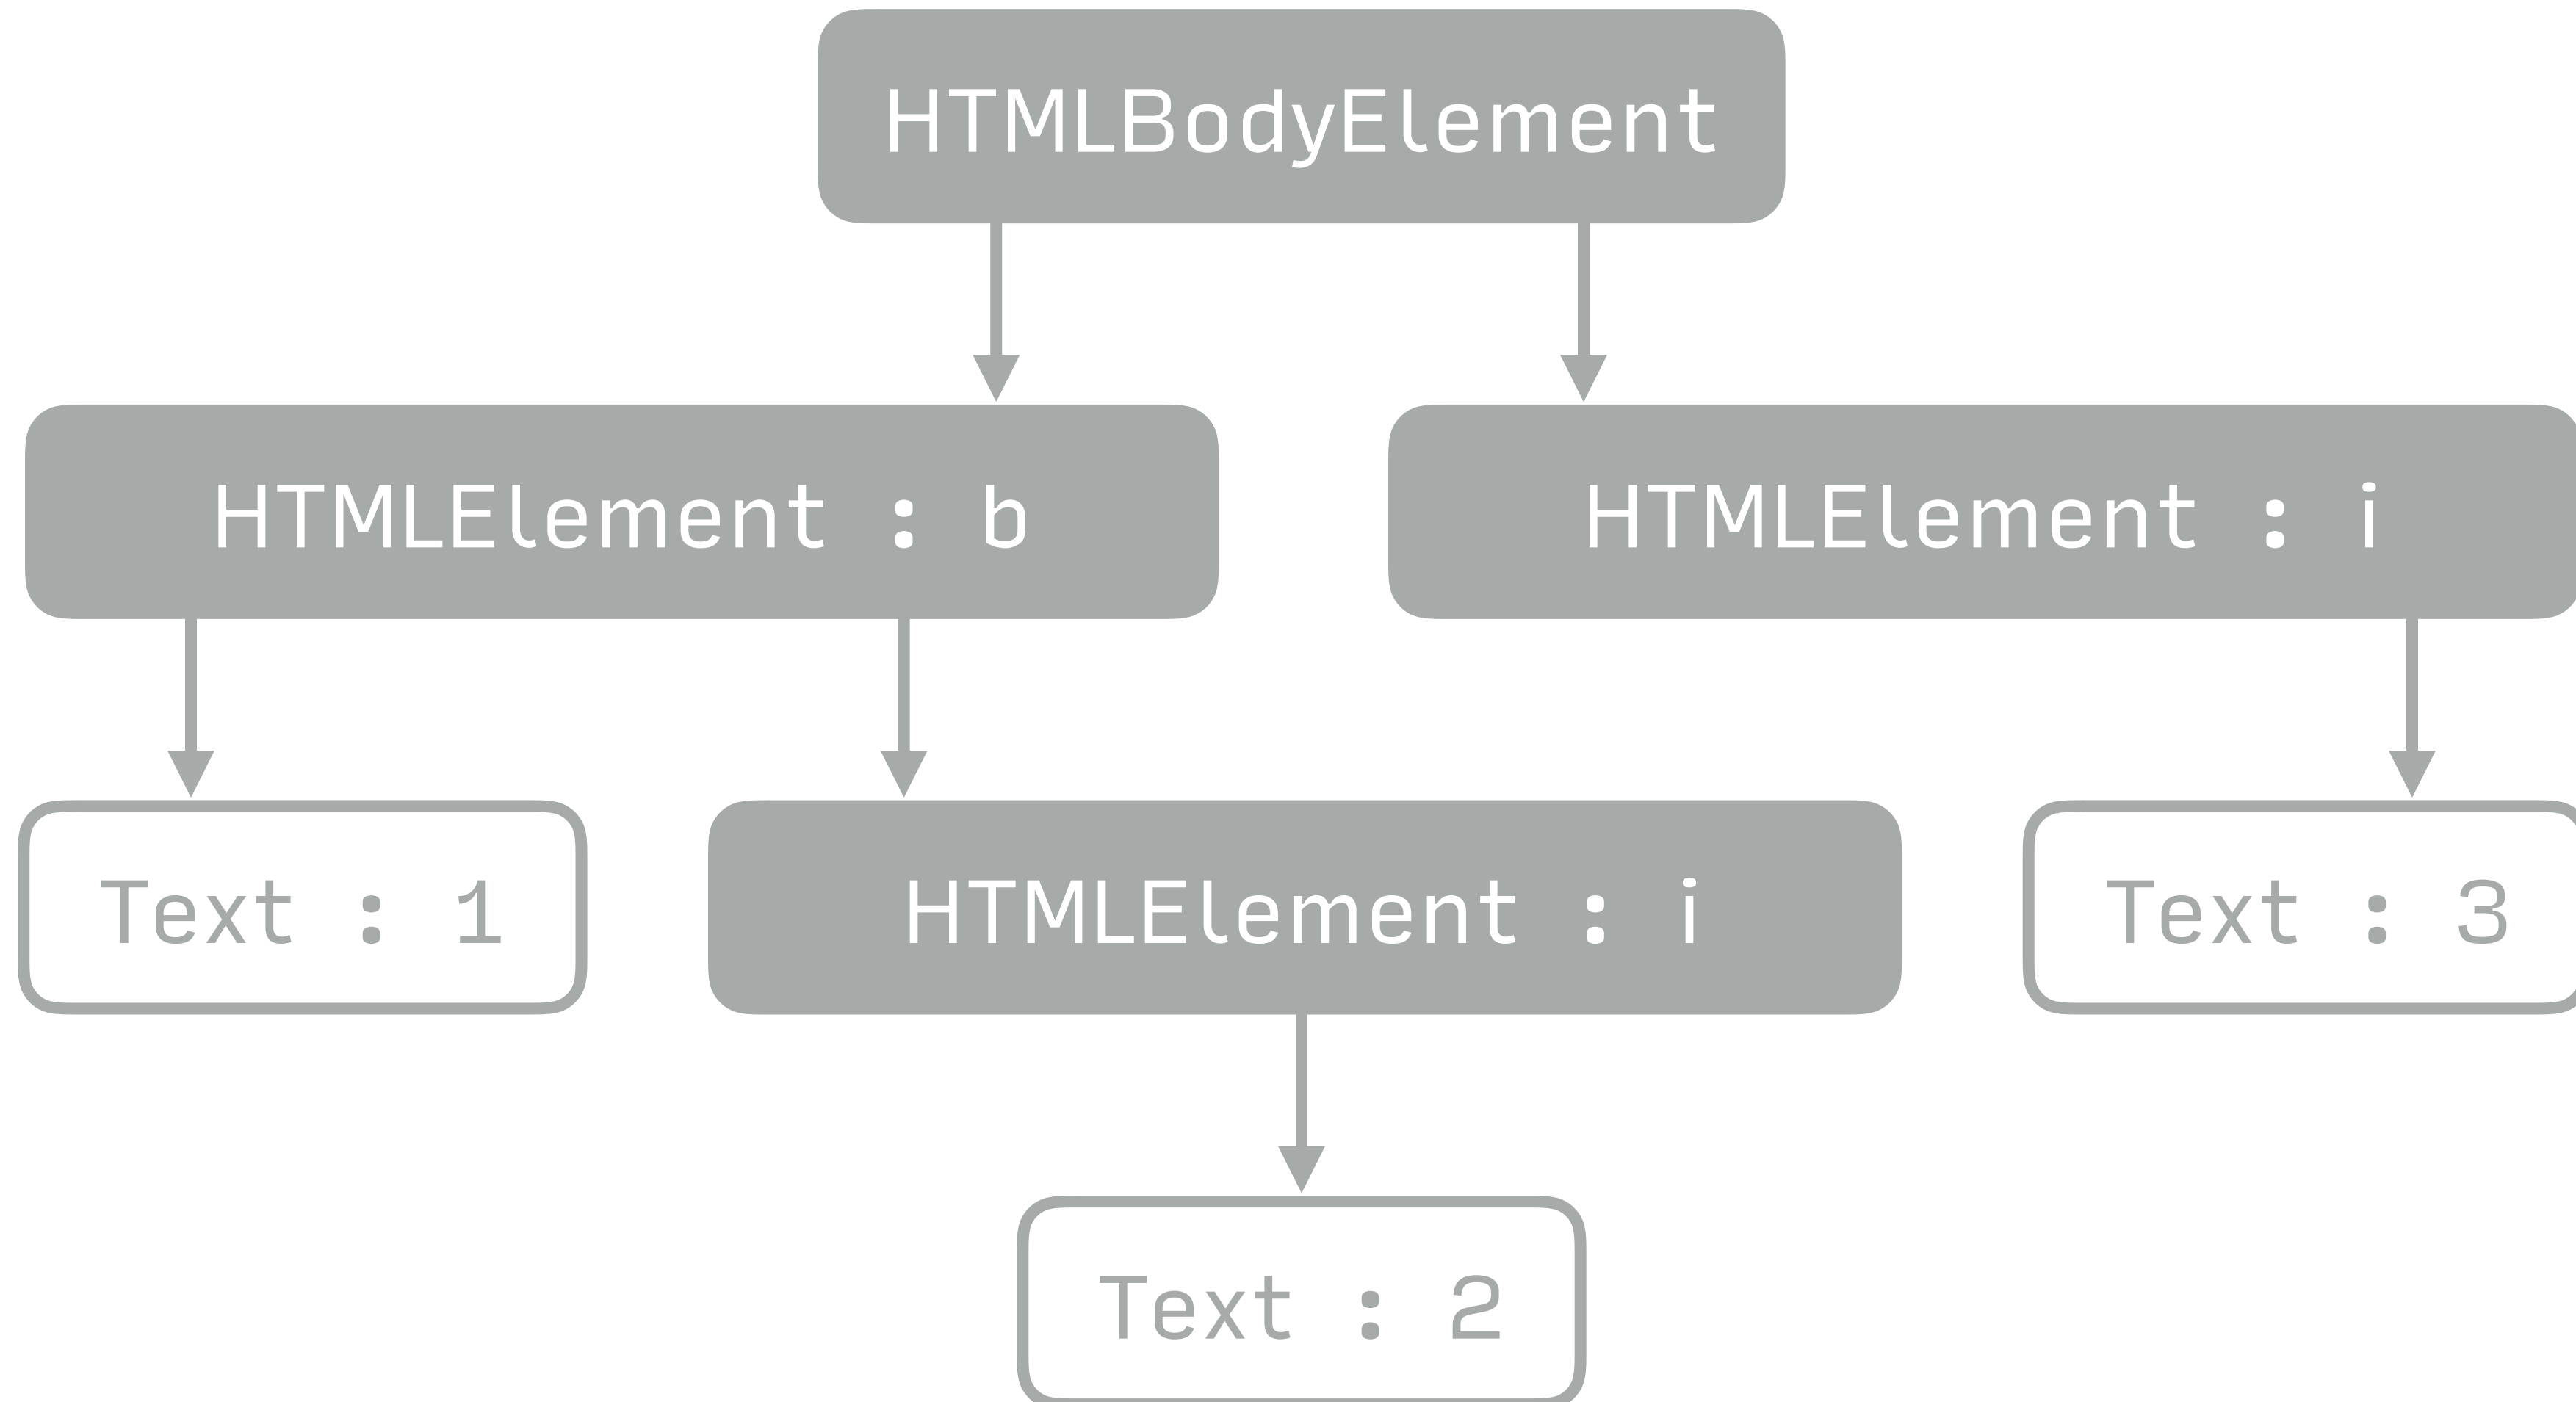 HTMLBodyElement
HTMLElement : b
HTMLElement : i
Text : 1
HTMLElement : i
Text : 3
Text : 2